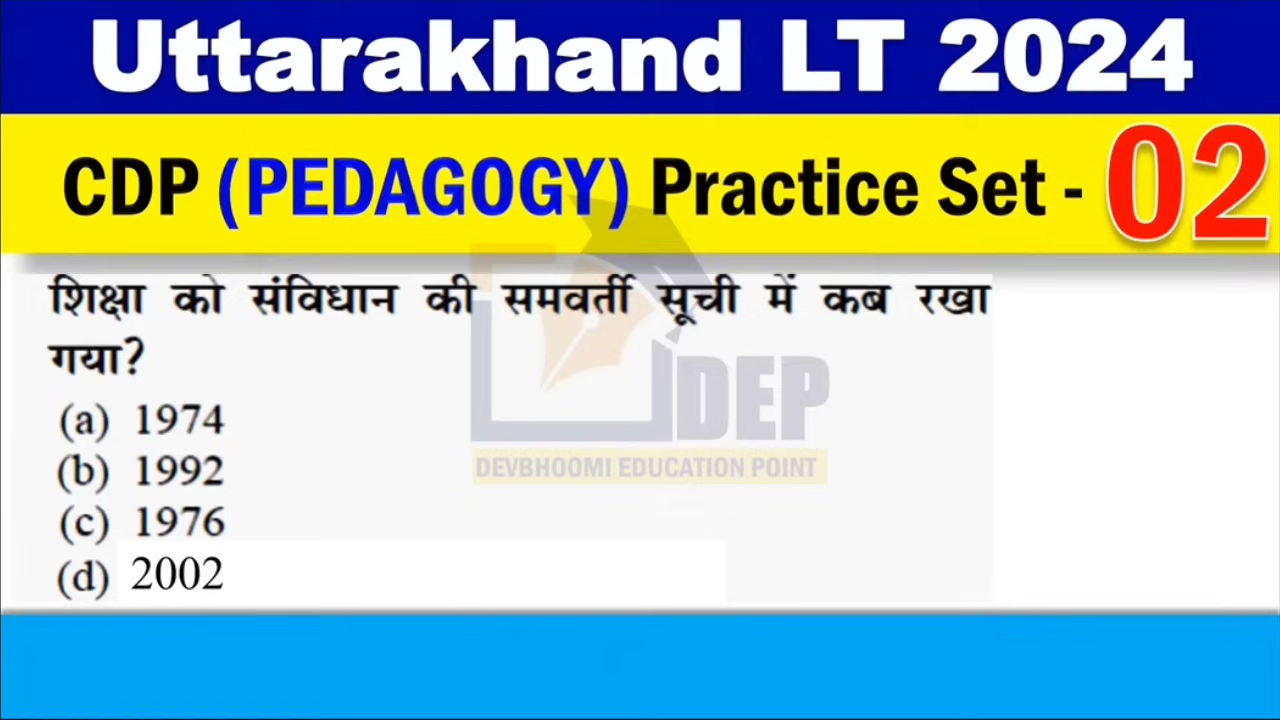 Uttarakhand LT 2024
CDP (PEDAGOGY) Practice Set - 02
शिक्षा को संविधान की समवर्ती सूची में कब रखा
गया?
(a) 1974
(b) 1992
(c) 1976
(d) 2002
DEP
DEVBHOOMI EDUCATION POINT